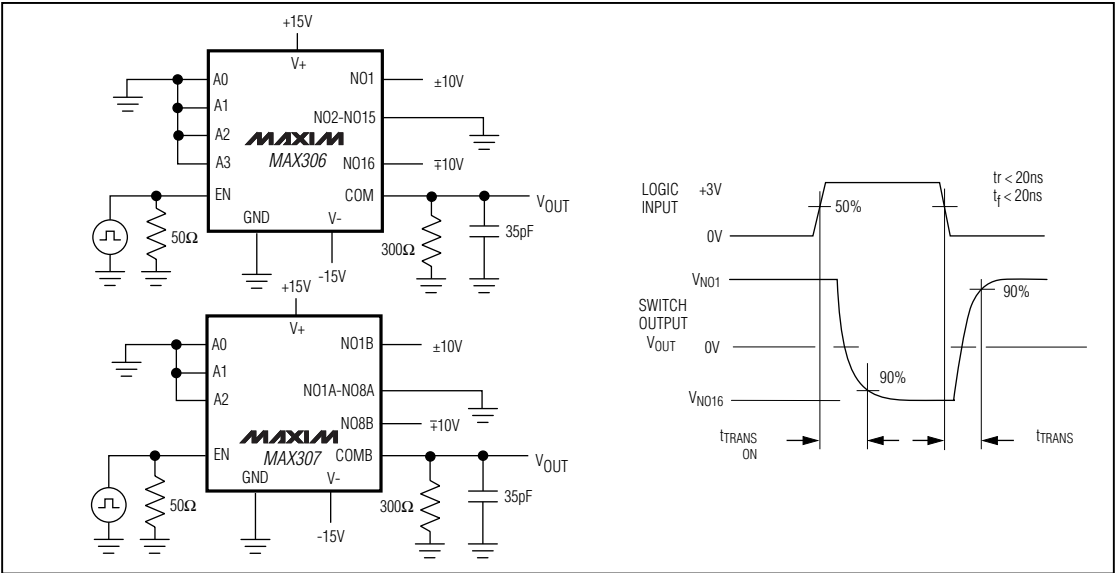 +15V
V+
A0
NO1
±10V
A1
NO2-NO15
A2
MAXIM
MAX306
A3
NO16
∓10V
EN
COM
VOUT
GND
V-
50Ω
300Ω
35pF
-15V
+15V
V+
A0
NO1B
±10V
A1
NO1A-NO8A
A2
NO8B
∓10V
MAXIM
MAX307
EN
COMB
VOUT
GND
V-
50Ω
300Ω
35pF
-15V
LOGIC INPUT
+3V
50%
tr < 20ns
tf < 20ns
0V
VNO1
90%
SWITCH OUTPUT
VOUT
0V
90%
VNO16
tTRANS ON
tTRANS